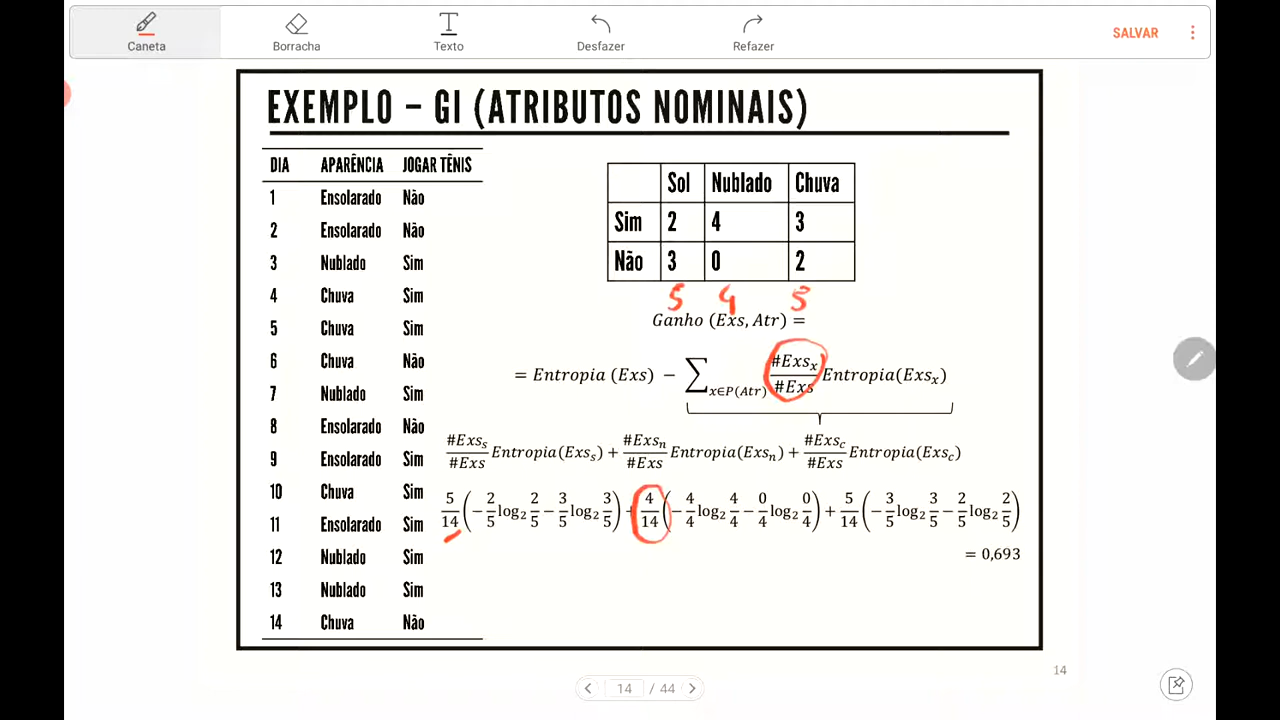 Caneta Borracha Texto Desfazer Refazer SALVAR
EXEMPLO – GI (ATRIBUTOS NOMINAIS)
DIA APARÊNCIA JOGAR TÊNIS
1 Ensolarado Não
2 Ensolarado Não
3 Nublado Sim
4 Chuva Sim
5 Chuva Sim
6 Chuva Não
7 Nublado Sim
8 Ensolarado Não
9 Ensolarado Sim
10 Chuva Sim
11 Ensolarado Sim
12 Nublado Sim
13 Nublado Sim
14 Chuva Não
Sol Nublado Chuva
Sim 2 4 3
Não 3 0 2
5 4 5
Ganho (Exs, Atr) =
= Entropia (Exs) − ∑x∈P(Atr) #Exsx/#Exs Entropia(Exsx)
#Exss/#Exs Entropia(Exss) + #Exsn/#Exs Entropia(Exsn) + #Exsc/#Exs Entropia(Exsc)
5/14 (−2/5 log2 2/5 − 3/5 log2 3/5) + 4/14 (−4/4 log2 4/4 − 0/4 log2 0/4) + 5/14 (−3/5 log2 3/5 − 2/5 log2 2/5)
= 0,693
14
14 / 44